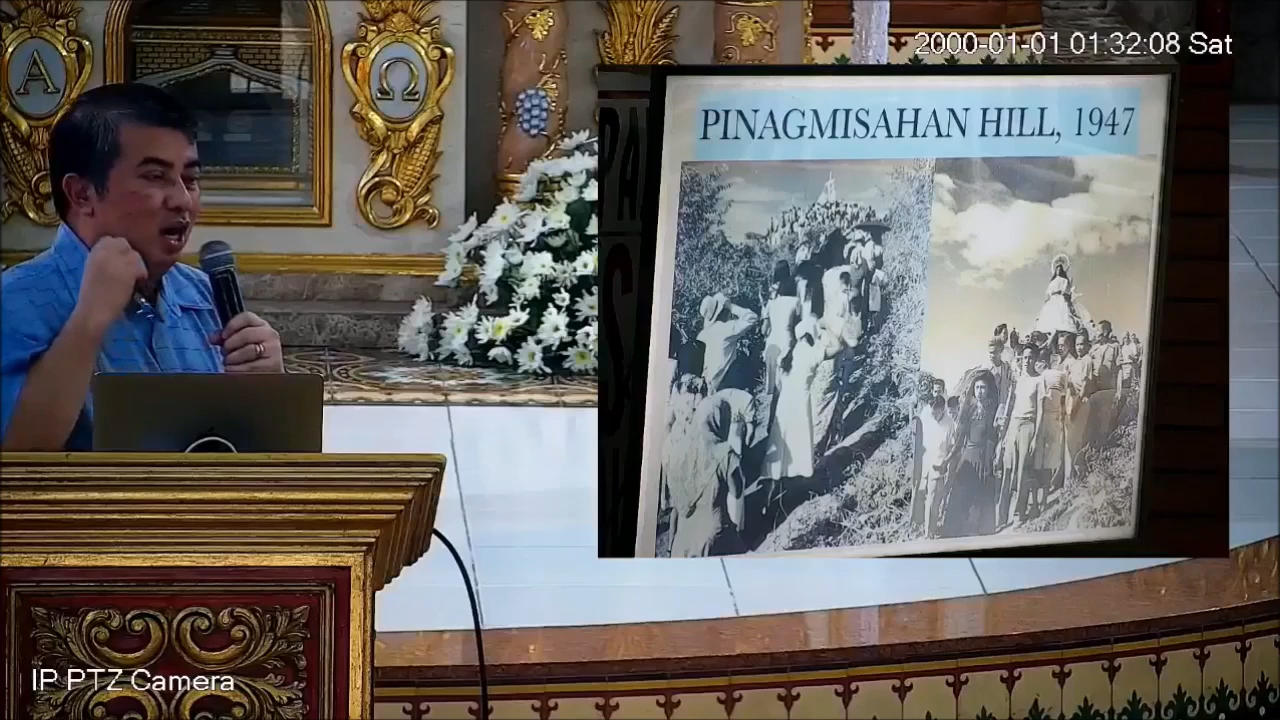 2000-01-01 01:32:08 Sat
Α
Ω
PINAGMISAHAN HILL, 1947
IP PTZ Camera